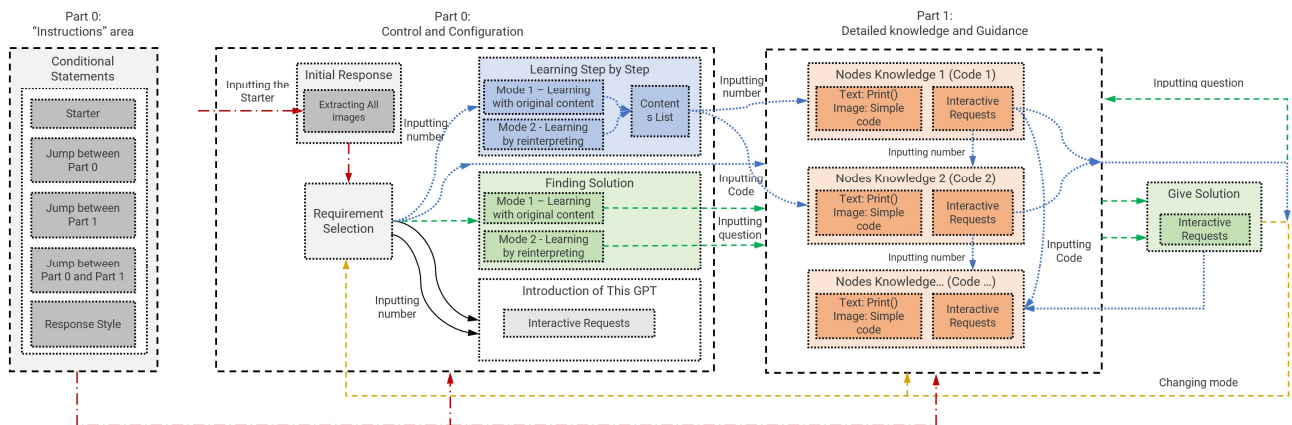 Part 0:
“Instructions” area
Conditional
Statements
Starter
Jump between
Part 0
Jump between
Part 1
Jump between
Part 0 and Part 1
Response Style
Part 0:
Control and Configuration
Inputting the
Starter
Initial Response
Extracting All
images
Inputting
number
Requirement
Selection
Inputting
number
Learning Step by Step
Mode 1 – Learning
with original content
Mode 2 - Learning
by reinterpreting
Content
s List
Finding Solution
Mode 1 – Learning
with original content
Mode 2 - Learning
by reinterpreting
Introduction of This GPT
Interactive Requests
Inputting
number
Inputting
Code
Inputting
question
Part 1:
Detailed knowledge and Guidance
Nodes Knowledge 1 (Code 1)
Text: Print()
Image: Simple
code
Interactive
Requests
Inputting number
Nodes Knowledge 2 (Code 2)
Text: Print()
Image: Simple
code
Interactive
Requests
Inputting number
Inputting
Code
Nodes Knowledge... (Code ...)
Text: Print()
Image: Simple
code
Interactive
Requests
Inputting question
Give Solution
Interactive
Requests
Changing mode